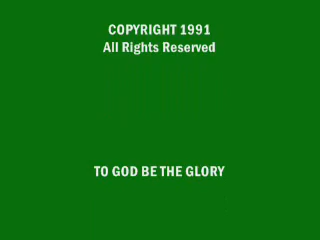 COPYRIGHT 1991
All Rights Reserved
TO GOD BE THE GLORY